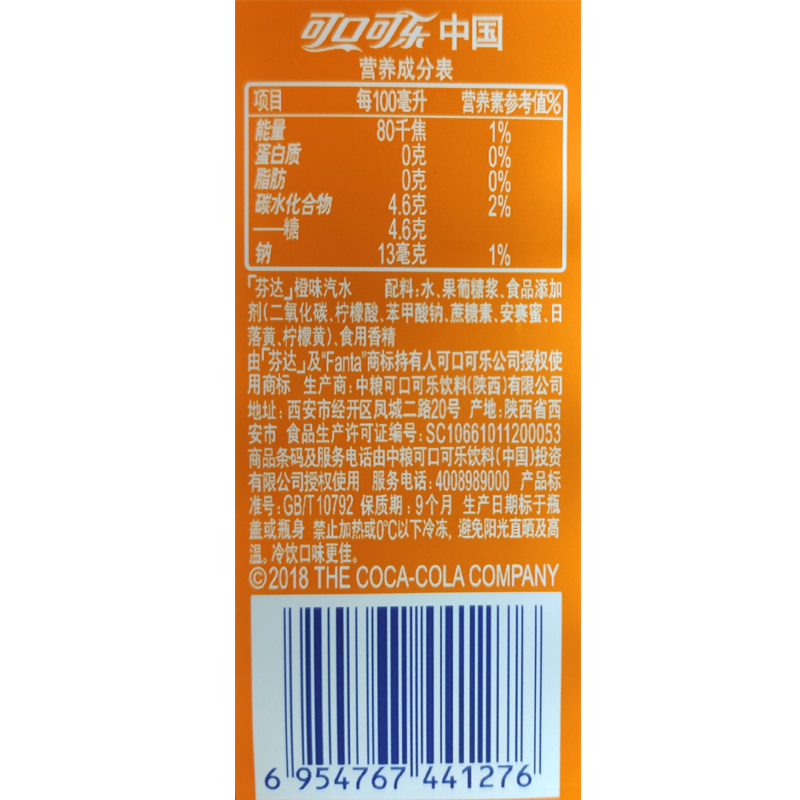 可口可乐 中国
营养成分表
项目 每100毫升 营养素参考值%
能量 80千焦 1%
蛋白质 0克 0%
脂肪 0克 0%
碳水化合物 4.6克 2%
——糖 4.6克
钠 13毫克 1%
「芬达」橙味汽水 配料:水、果葡糖浆、食品添加
剂(二氧化碳、柠檬酸、苯甲酸钠、蔗糖素、安赛蜜、日
落黄、柠檬黄)、食用香精
由「芬达」及"Fanta"商标持有人可口可乐公司授权使
用商标 生产商:中粮可口可乐饮料(陕西)有限公司
地址:西安市经开区凤城二路20号 产地:陕西省西
安市 食品生产许可证编号:SC10661011200053
商品条码及服务电话由中粮可口可乐饮料(中国)投资
有限公司授权使用 服务电话:4008989000 产品标
准号:GB/T10792 保质期:9个月 生产日期标于瓶
盖或瓶身 禁止加热或0℃以下冷冻,避免阳光直晒及高
温。冷饮口味更佳。
©2018 THE COCA-COLA COMPANY
6 954767 441276